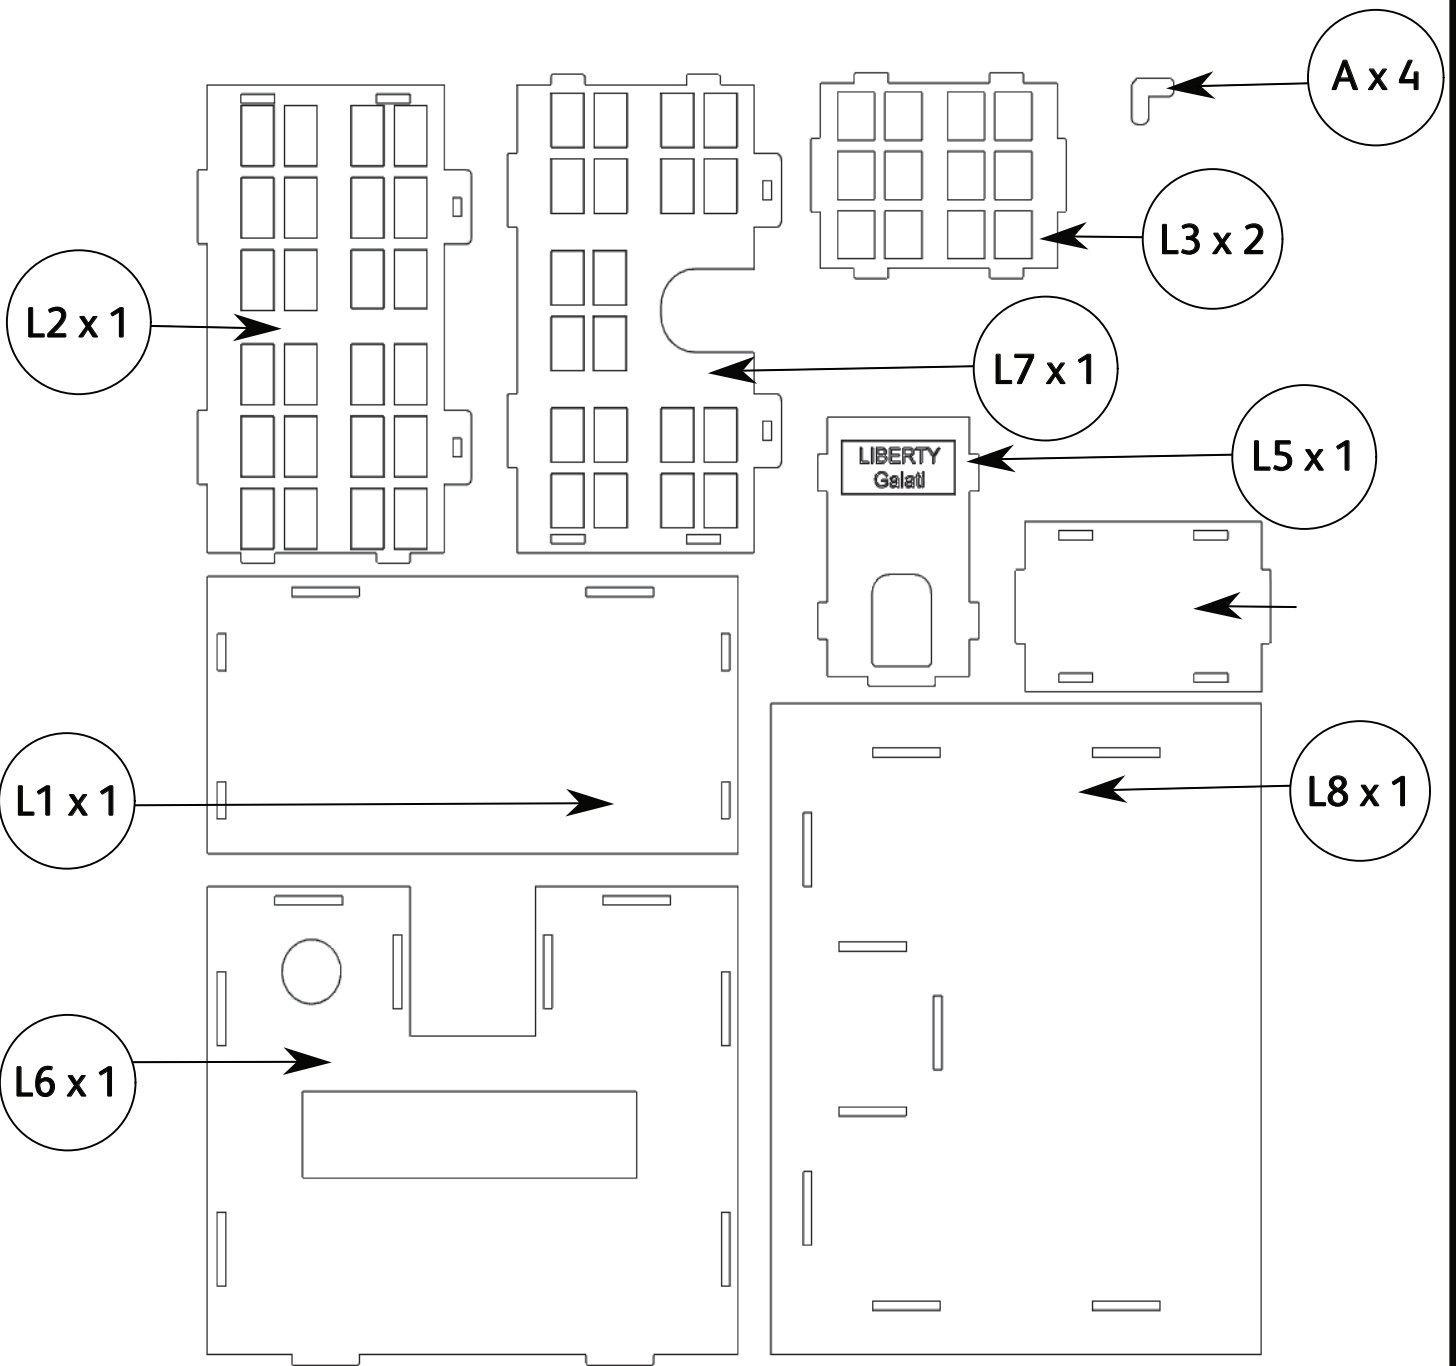 A x 4
L3 x 2
L2 x 1
L7 x 1
LIBERTY
Galati
L5 x 1
L1 x 1
L8 x 1
L6 x 1